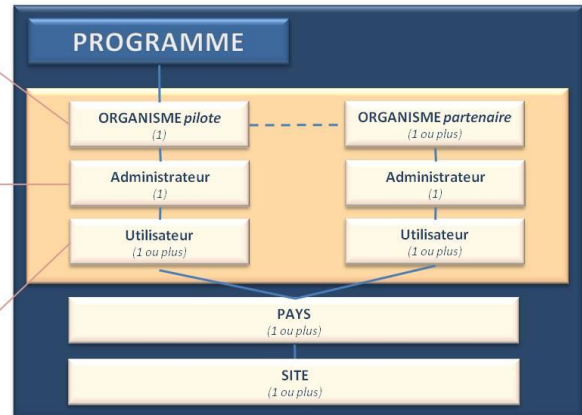 PROGRAMME
ORGANISME pilote
(1)
ORGANISME partenaire
(1 ou plus)
Administrateur
(1)
Administrateur
(1)
Utilisateur
(1 ou plus)
Utilisateur
(1 ou plus)
PAYS
(1 ou plus)
SITE
(1 ou plus)